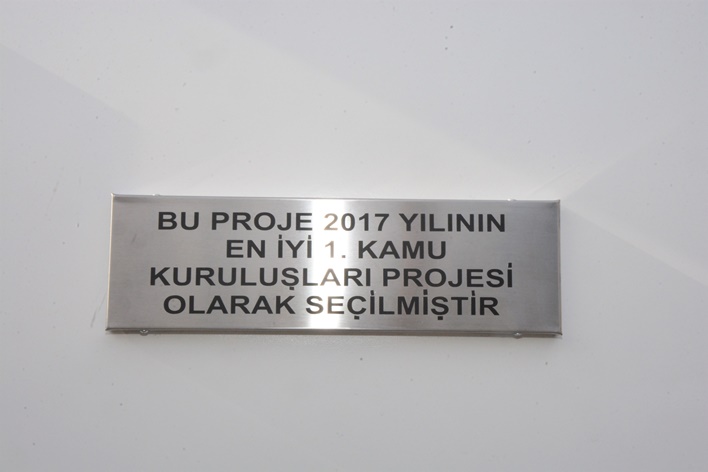 BU PROJE 2017 YILININ
EN İYİ 1. KAMU
KURULUŞLARI PROJESİ
OLARAK SEÇİLMİŞTİR